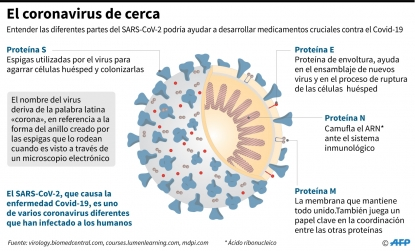 El coronavirus de cerca
Entender las diferentes partes del SARS-CoV-2 podría ayudar a desarrollar medicamentos cruciales contra el Covid-19
Proteína S
Espigas utilizadas por el virus para
agarrar células huésped y colonizarlas
El nombre del virus
deriva de la palabra latina
«corona», en referencia a la
forma del anillo creado por
las espigas que lo rodean
cuando es visto a través de
un microscopio electrónico
El SARS-CoV-2, que causa la
enfermedad Covid-19, es uno
de varios coronavirus diferentes
que han infectado a los humanos
Proteína E
Proteína de envoltura, ayuda
en el ensamblaje de nuevos
virus y en el proceso de ruptura
de las células huésped
Proteína N
Camufla el ARN*
ante el sistema
inmunológico
Proteína M
La membrana que mantiene
todo unido.También juega un
papel clave en la coordinación
entre las otras proteínas
Fuente: virology.biomedcentral.com, courses.lumenlearning.com, mdpi.com
* Ácido ribonucleico
© AFP